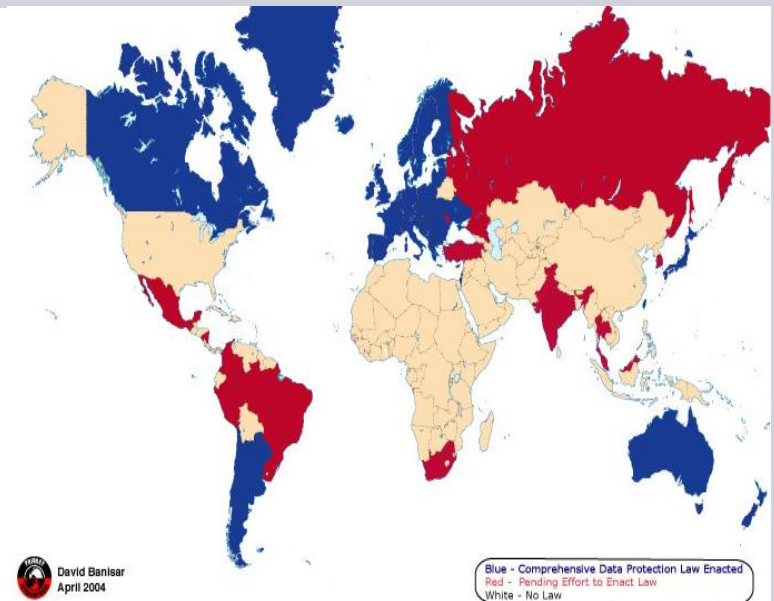 PRIVACY
David Banisar
April 2004
Blue - Comprehensive Data Protection Law Enacted
Red - Pending Effort to Enact Law
White - No Law